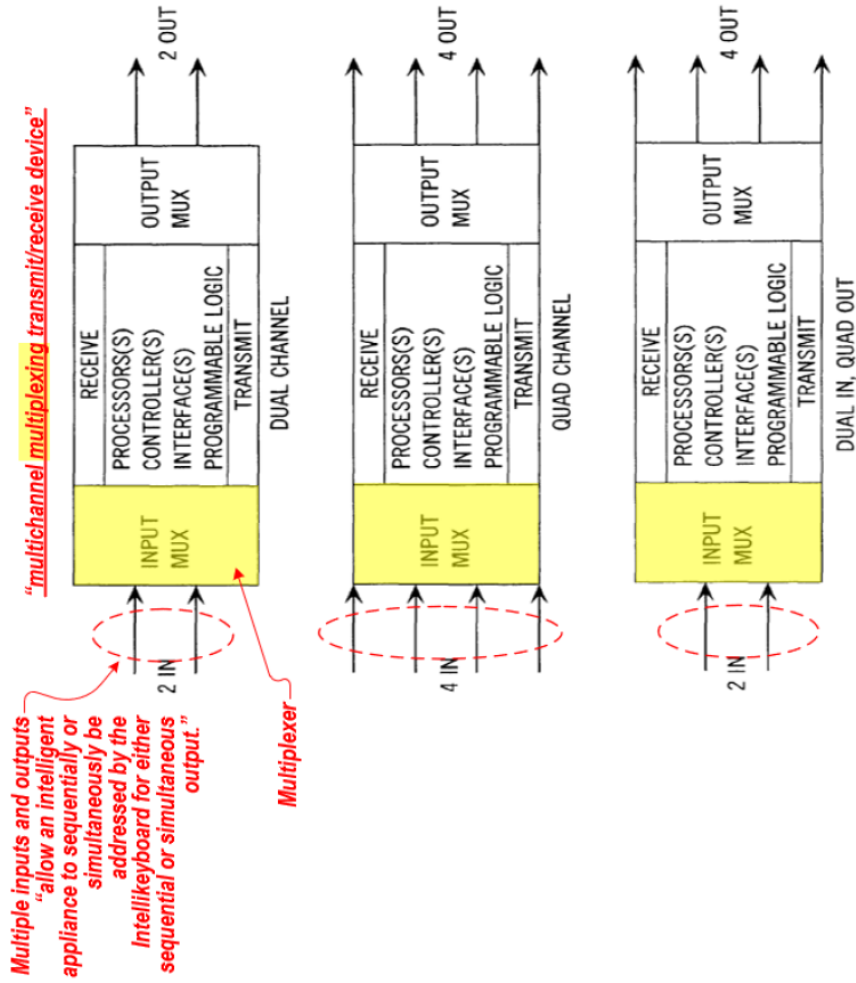 "multichannel multiplexing transmit/receive device"
Multiple inputs and outputs
"allow an intelligent
appliance to sequentially or
simultaneously be
addressed by the
Intellikeyboard for either
sequential or simultaneous
output."
Multiplexer
2 IN
INPUT
MUX
RECEIVE
PROCESSORS(S)
CONTROLLER(S)
INTERFACE(S)
PROGRAMMABLE LOGIC
TRANSMIT
OUTPUT
MUX
2 OUT
DUAL CHANNEL
4 IN
INPUT
MUX
RECEIVE
PROCESSORS(S)
CONTROLLER(S)
INTERFACE(S)
PROGRAMMABLE LOGIC
TRANSMIT
OUTPUT
MUX
4 OUT
QUAD CHANNEL
2 IN
INPUT
MUX
RECEIVE
PROCESSORS(S)
CONTROLLER(S)
INTERFACE(S)
PROGRAMMABLE LOGIC
TRANSMIT
OUTPUT
MUX
4 OUT
DUAL IN, QUAD OUT